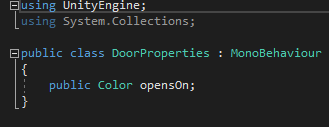 using UnityEngine;
using System.Collections;
public class DoorProperties : MonoBehaviour
{
public Color opensOn;
}